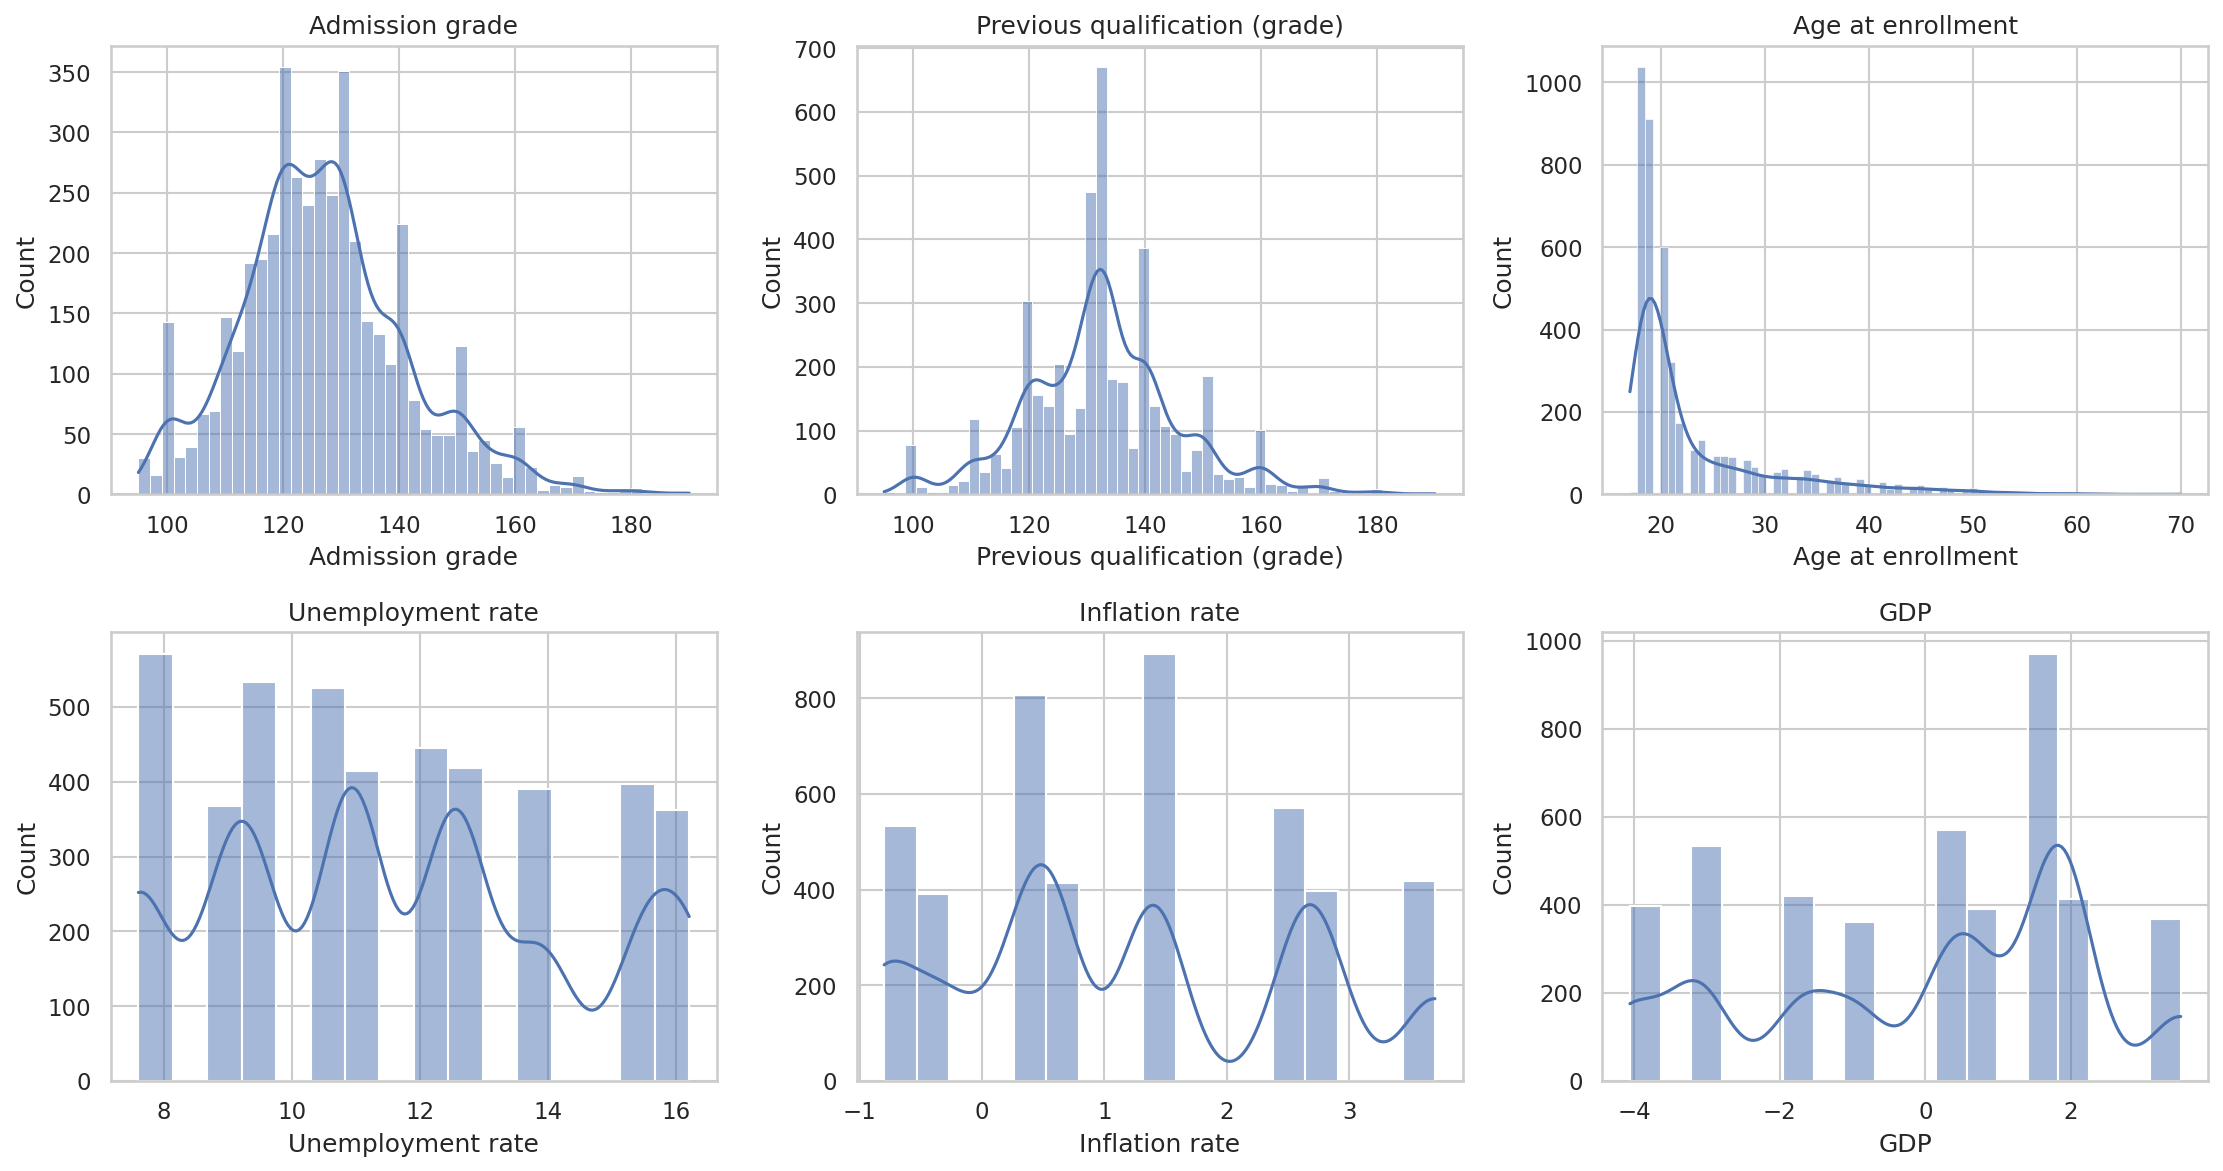 Admission grade
Previous qualification (grade)
Age at enrollment
Count
350
300
250
200
150
100
50
0
100 120 140 160 180
Admission grade
Count
700
600
500
400
300
200
100
0
100 120 140 160 180
Previous qualification (grade)
Count
1000
800
600
400
200
0
20 30 40 50 60 70
Age at enrollment
Unemployment rate
Inflation rate
GDP
Count
500
400
300
200
100
0
8 10 12 14 16
Unemployment rate
Count
800
600
400
200
0
−1 0 1 2 3
Inflation rate
Count
1000
800
600
400
200
0
−4 −2 0 2
GDP